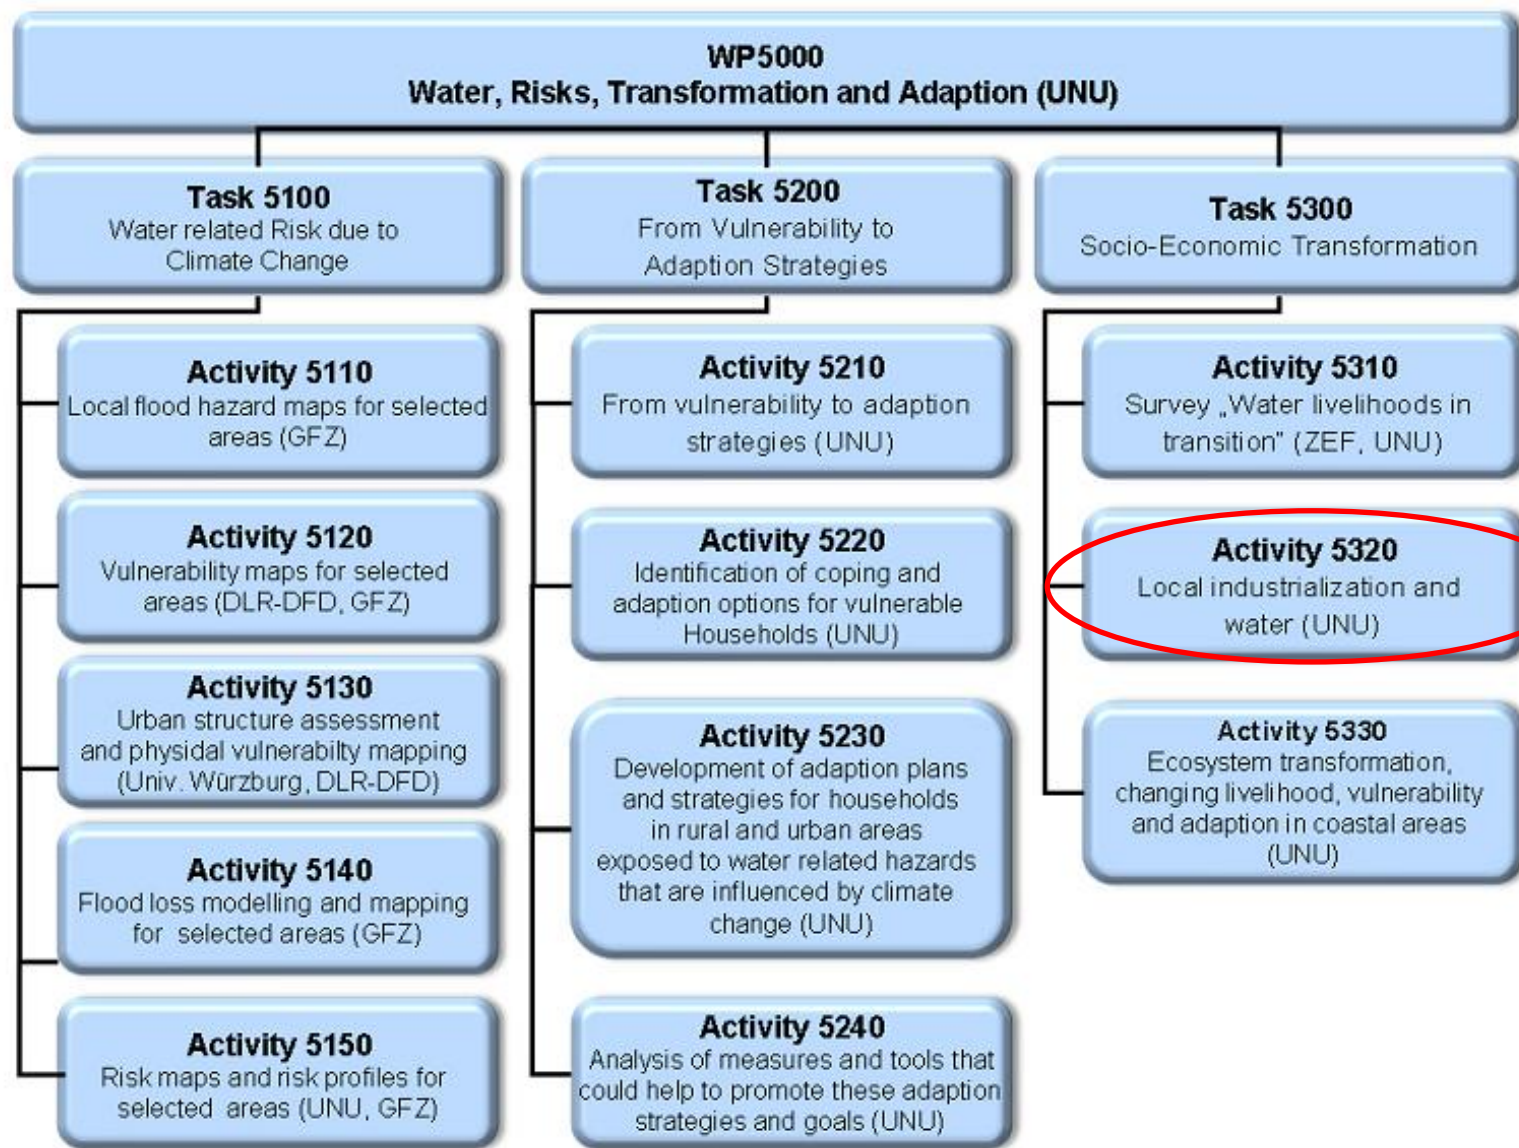 WP5000
Water, Risks, Transformation and Adaption (UNU)
Task 5100
Water related Risk due to
Climate Change
Activity 5110
Local flood hazard maps for selected
areas (GFZ)
Activity 5120
Vulnerability maps for selected
areas (DLR-DFD, GFZ)
Activity 5130
Urban structure assessment
and physidal vulnerabilty mapping
(Univ. Würzburg, DLR-DFD)
Activity 5140
Flood loss modelling and mapping
for selected areas (GFZ)
Activity 5150
Risk maps and risk profiles for
selected areas (UNU, GFZ)
Task 5200
From Vulnerability to
Adaption Strategies
Activity 5210
From vulnerability to adaption
strategies (UNU)
Activity 5220
Identification of coping and
adaption options for vulnerable
Households (UNU)
Activity 5230
Development of adaption plans
and strategies for households
in rural and urban areas
exposed to water related hazards
that are influenced by climate
change (UNU)
Activity 5240
Analysis of measures and tools that
could help to promote these adaption
strategies and goals (UNU)
Task 5300
Socio-Economic Transformation
Activity 5310
Survey „Water livelihoods in
transition” (ZEF, UNU)
Activity 5320
Local industrialization and
water (UNU)
Activity 5330
Ecosystem transformation,
changing livelihood, vulnerability
and adaption in coastal areas
(UNU)